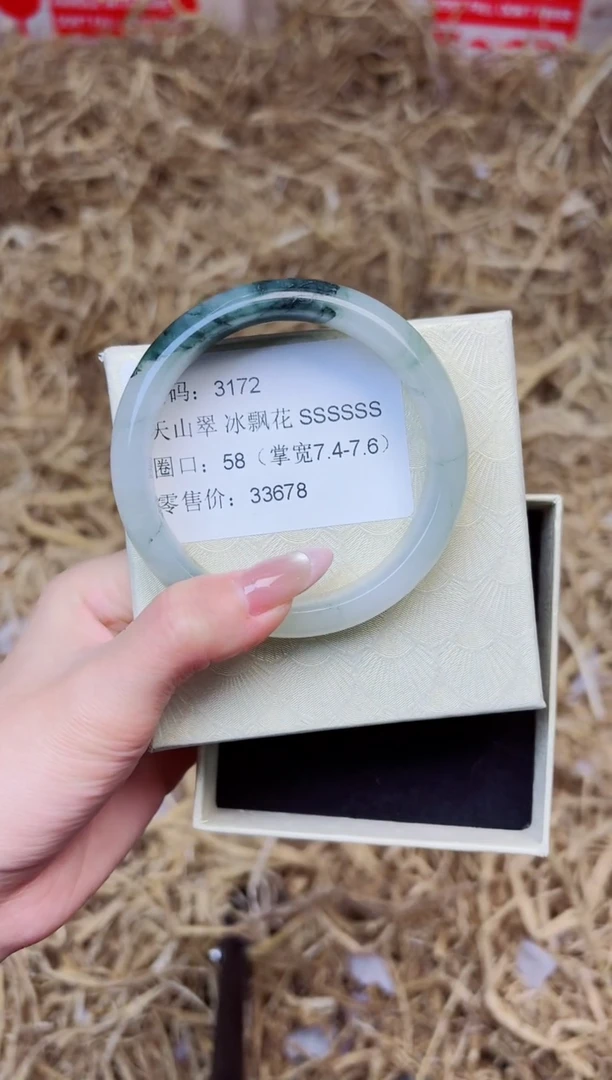 码：3172
天山翠 冰飘花 SSSSSS
圈口：58（掌宽7.4-7.6）
零售价：33678